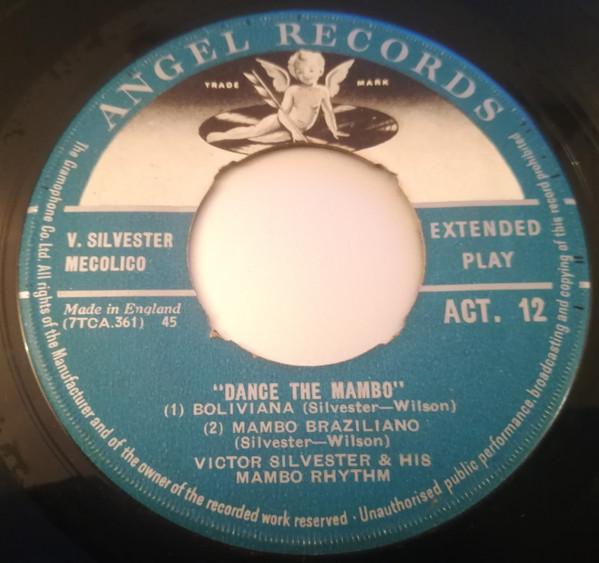 ANGEL RECORDS
TRADE MARK
V. SILVESTER
MECOLICO
EXTENDED
PLAY
Made in England
(7TCA.361) 45
ACT. 12
"DANCE THE MAMBO"
(1) BOLIVIANA (Silvester—Wilson)
(2) MAMBO BRAZILIANO
(Silvester—Wilson)
VICTOR SILVESTER & HIS
MAMBO RHYTHM
The Gramophone Co. Ltd. All rights of the Manufacturer and of the owner of the recorded work reserved · Unauthorised public performance, broadcasting and copying of this record prohibited